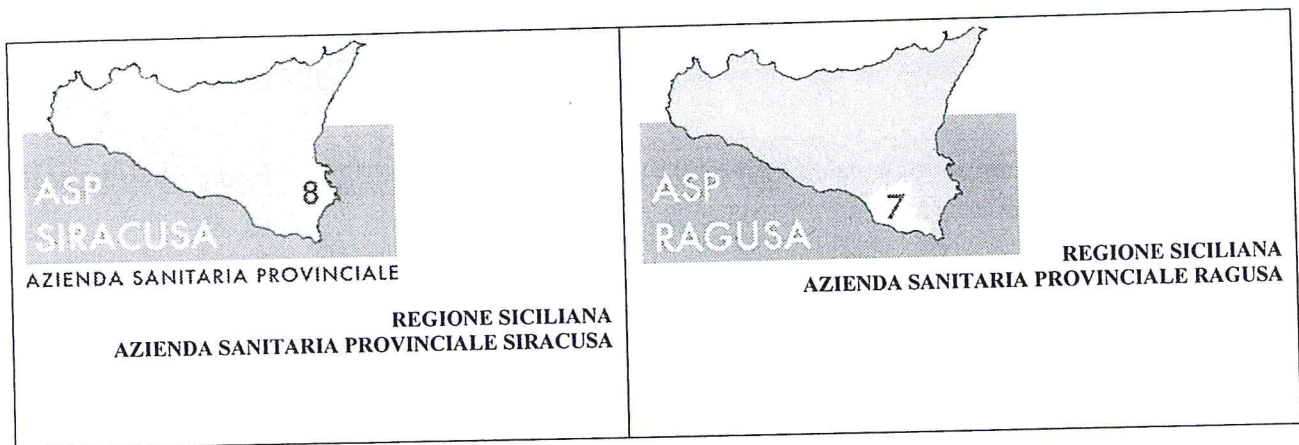 8
ASP
SIRACUSA
AZIENDA SANITARIA PROVINCIALE
REGIONE SICILIANA
AZIENDA SANITARIA PROVINCIALE SIRACUSA
7
ASP
RAGUSA
REGIONE SICILIANA
AZIENDA SANITARIA PROVINCIALE RAGUSA